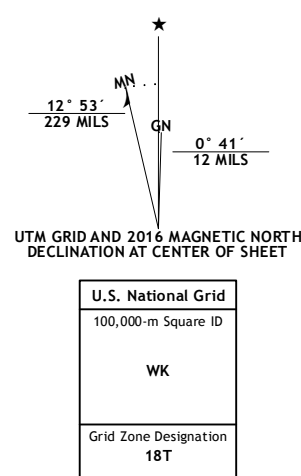 ★
MN
GN
12° 53´
229 MILS
0° 41´
12 MILS
UTM GRID AND 2016 MAGNETIC NORTH
DECLINATION AT CENTER OF SHEET
U.S. National Grid
100,000-m Square ID
WK
Grid Zone Designation
18T